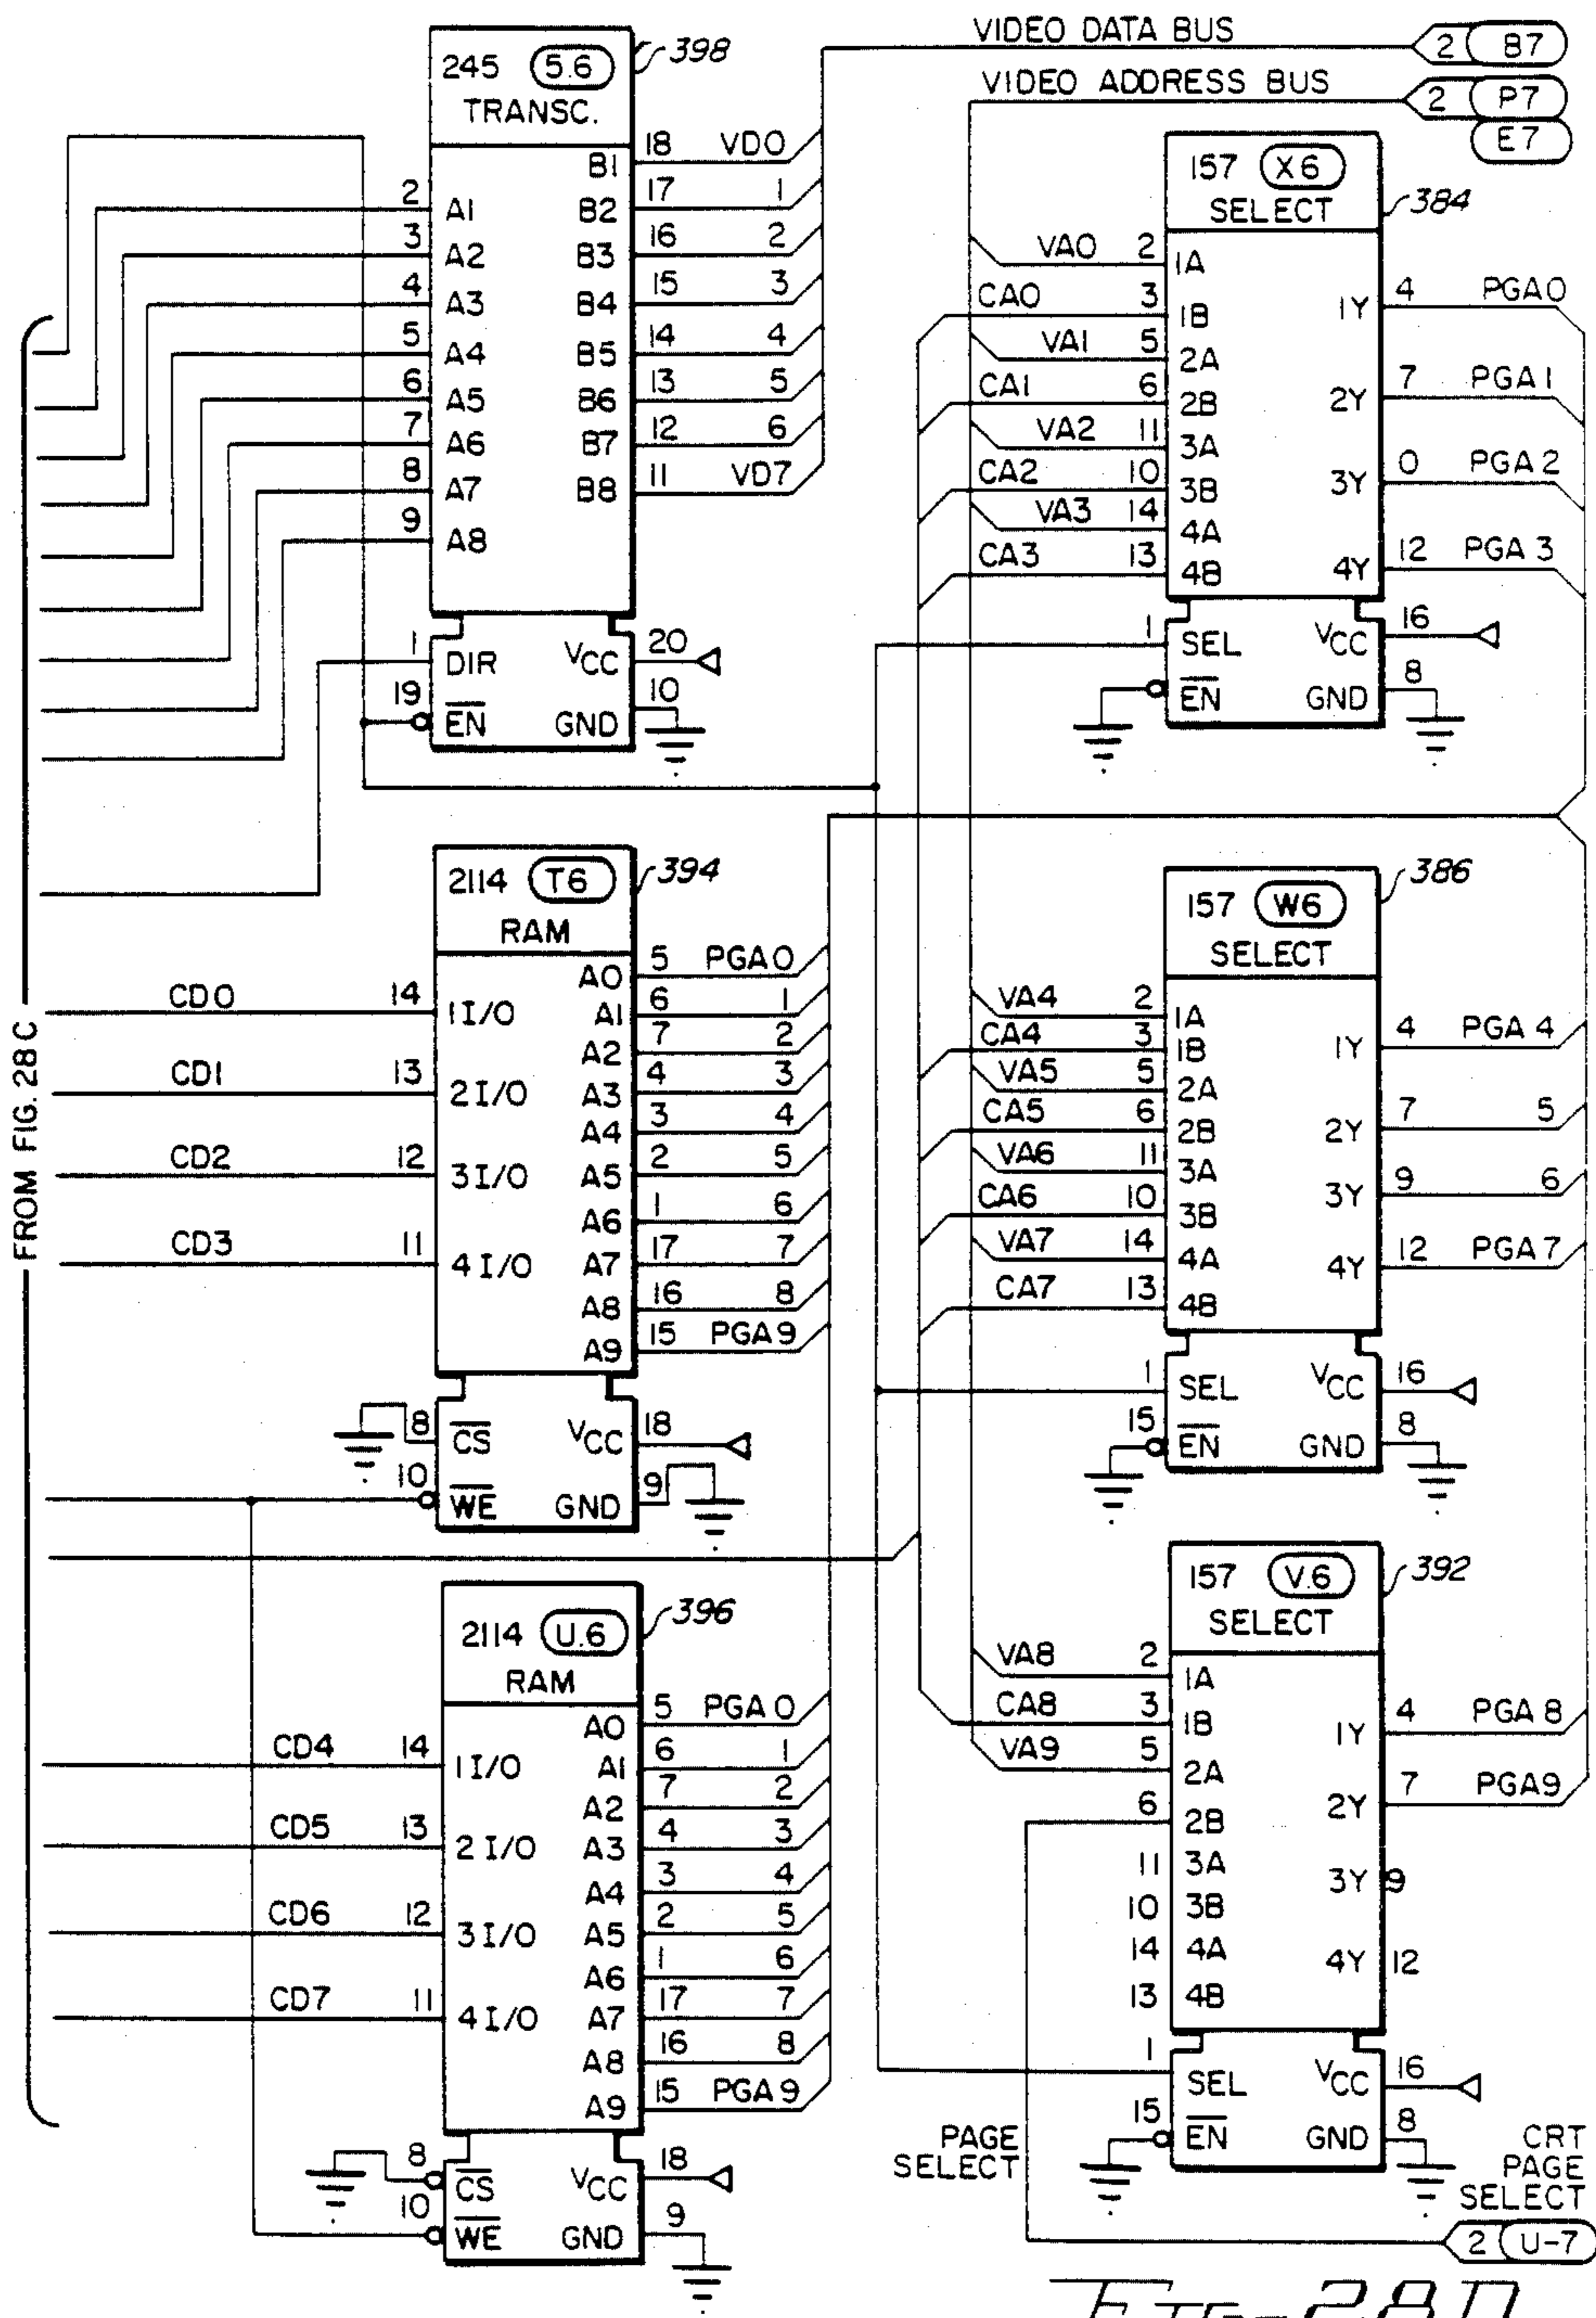 VIDEO DATA BUS
2 B7
VIDEO ADDRESS BUS
2 P7
E7
245 5.6
398
TRANSC.
18 VD0
B1
2 A1
17 1
B2
3 A2
16 2
B3
4 A3
15 3
B4
5 A4
14 4
B5
6 A5
13 5
B6
7 A6
12 6
B7
8 A7
11 VD7
B8
9 A8
1 DIR
VCC 20
19 EN
GND 10
157 X6
SELECT
384
VA0 2 1A
CA0 3 1B
1Y 4 PGA0
VA1 5 2A
CA1 6 2B
2Y 7 PGA1
VA2 11 3A
CA2 10 3B
3Y 0 PGA2
VA3 14 4A
CA3 13 4B
4Y 12 PGA3
1 SEL
VCC 16
EN
GND 8
FROM FIG. 28C
2114 T6
394
RAM
CD0 14 1 I/O
CD1 13 2 I/O
CD2 12 3 I/O
CD3 11 4 I/O
A0 5 PGA0
A1 6 1
A2 7 2
A3 4 3
A4 3 4
A5 2 5
A6 1 6
A7 17 7
A8 16 8
A9 15 PGA9
8 CS
VCC 18
10 WE
GND 9
157 W6
386
SELECT
VA4 2 1A
CA4 3 1B
1Y 4 PGA4
VA5 5 2A
CA5 6 2B
2Y 7 5
VA6 11 3A
CA6 10 3B
3Y 9 6
VA7 14 4A
CA7 13 4B
4Y 12 PGA7
1 SEL
VCC 16
15 EN
GND 8
2114 U.6
396
RAM
CD4 14 1 I/O
CD5 13 2 I/O
CD6 12 3 I/O
CD7 11 4 I/O
A0 5 PGA0
A1 6 1
A2 7 2
A3 4 3
A4 3 4
A5 2 5
A6 1 6
A7 17 7
A8 16 8
A9 15 PGA9
8 CS
VCC 18
10 WE
GND 9
157 V.6
392
SELECT
VA8 2 1A
CA8 3 1B
1Y 4 PGA8
VA9 5 2A
6 2B
2Y 7 PGA9
11 3A
10 3B
3Y 9
14 4A
13 4B
4Y 12
1 SEL
VCC 16
15 EN
GND 8
PAGE
SELECT
CRT
PAGE
SELECT
2 U-7
FIG-28D